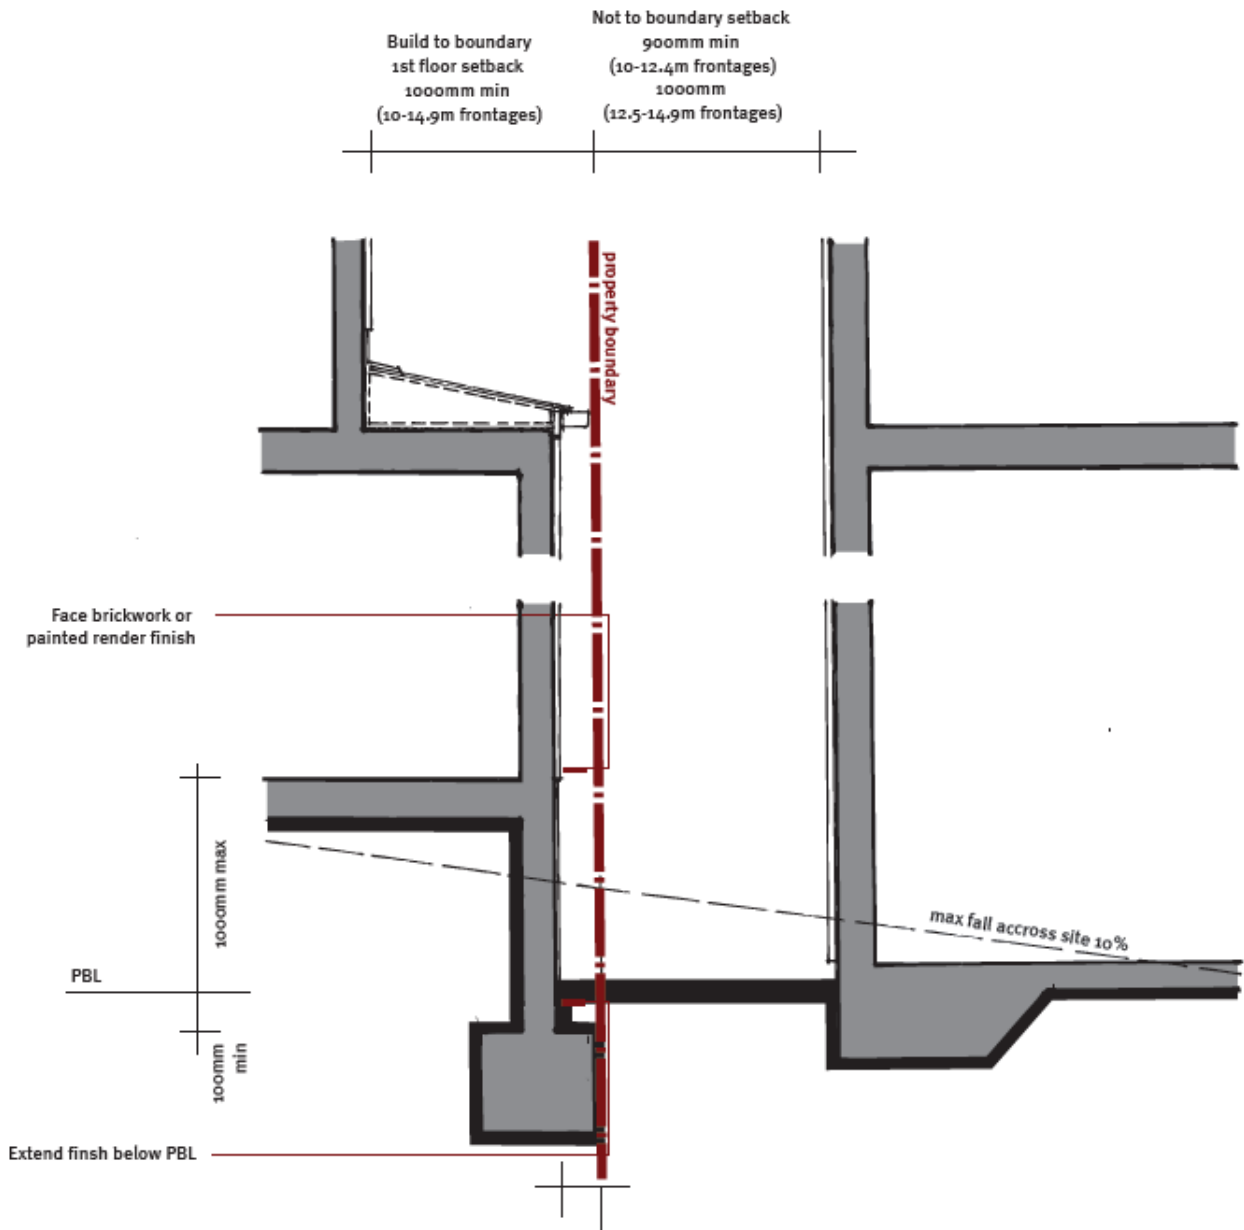 Not to boundary setback
900mm min
(10-12.4m frontages)
1000mm
(12.5-14.9m frontages)
Build to boundary
1st floor setback
1000mm min
(10-14.9m frontages)
property boundary
Face brickwork or
painted render finish
1000mm max
max fall accross site 10%
PBL
100mm
min
Extend finsh below PBL